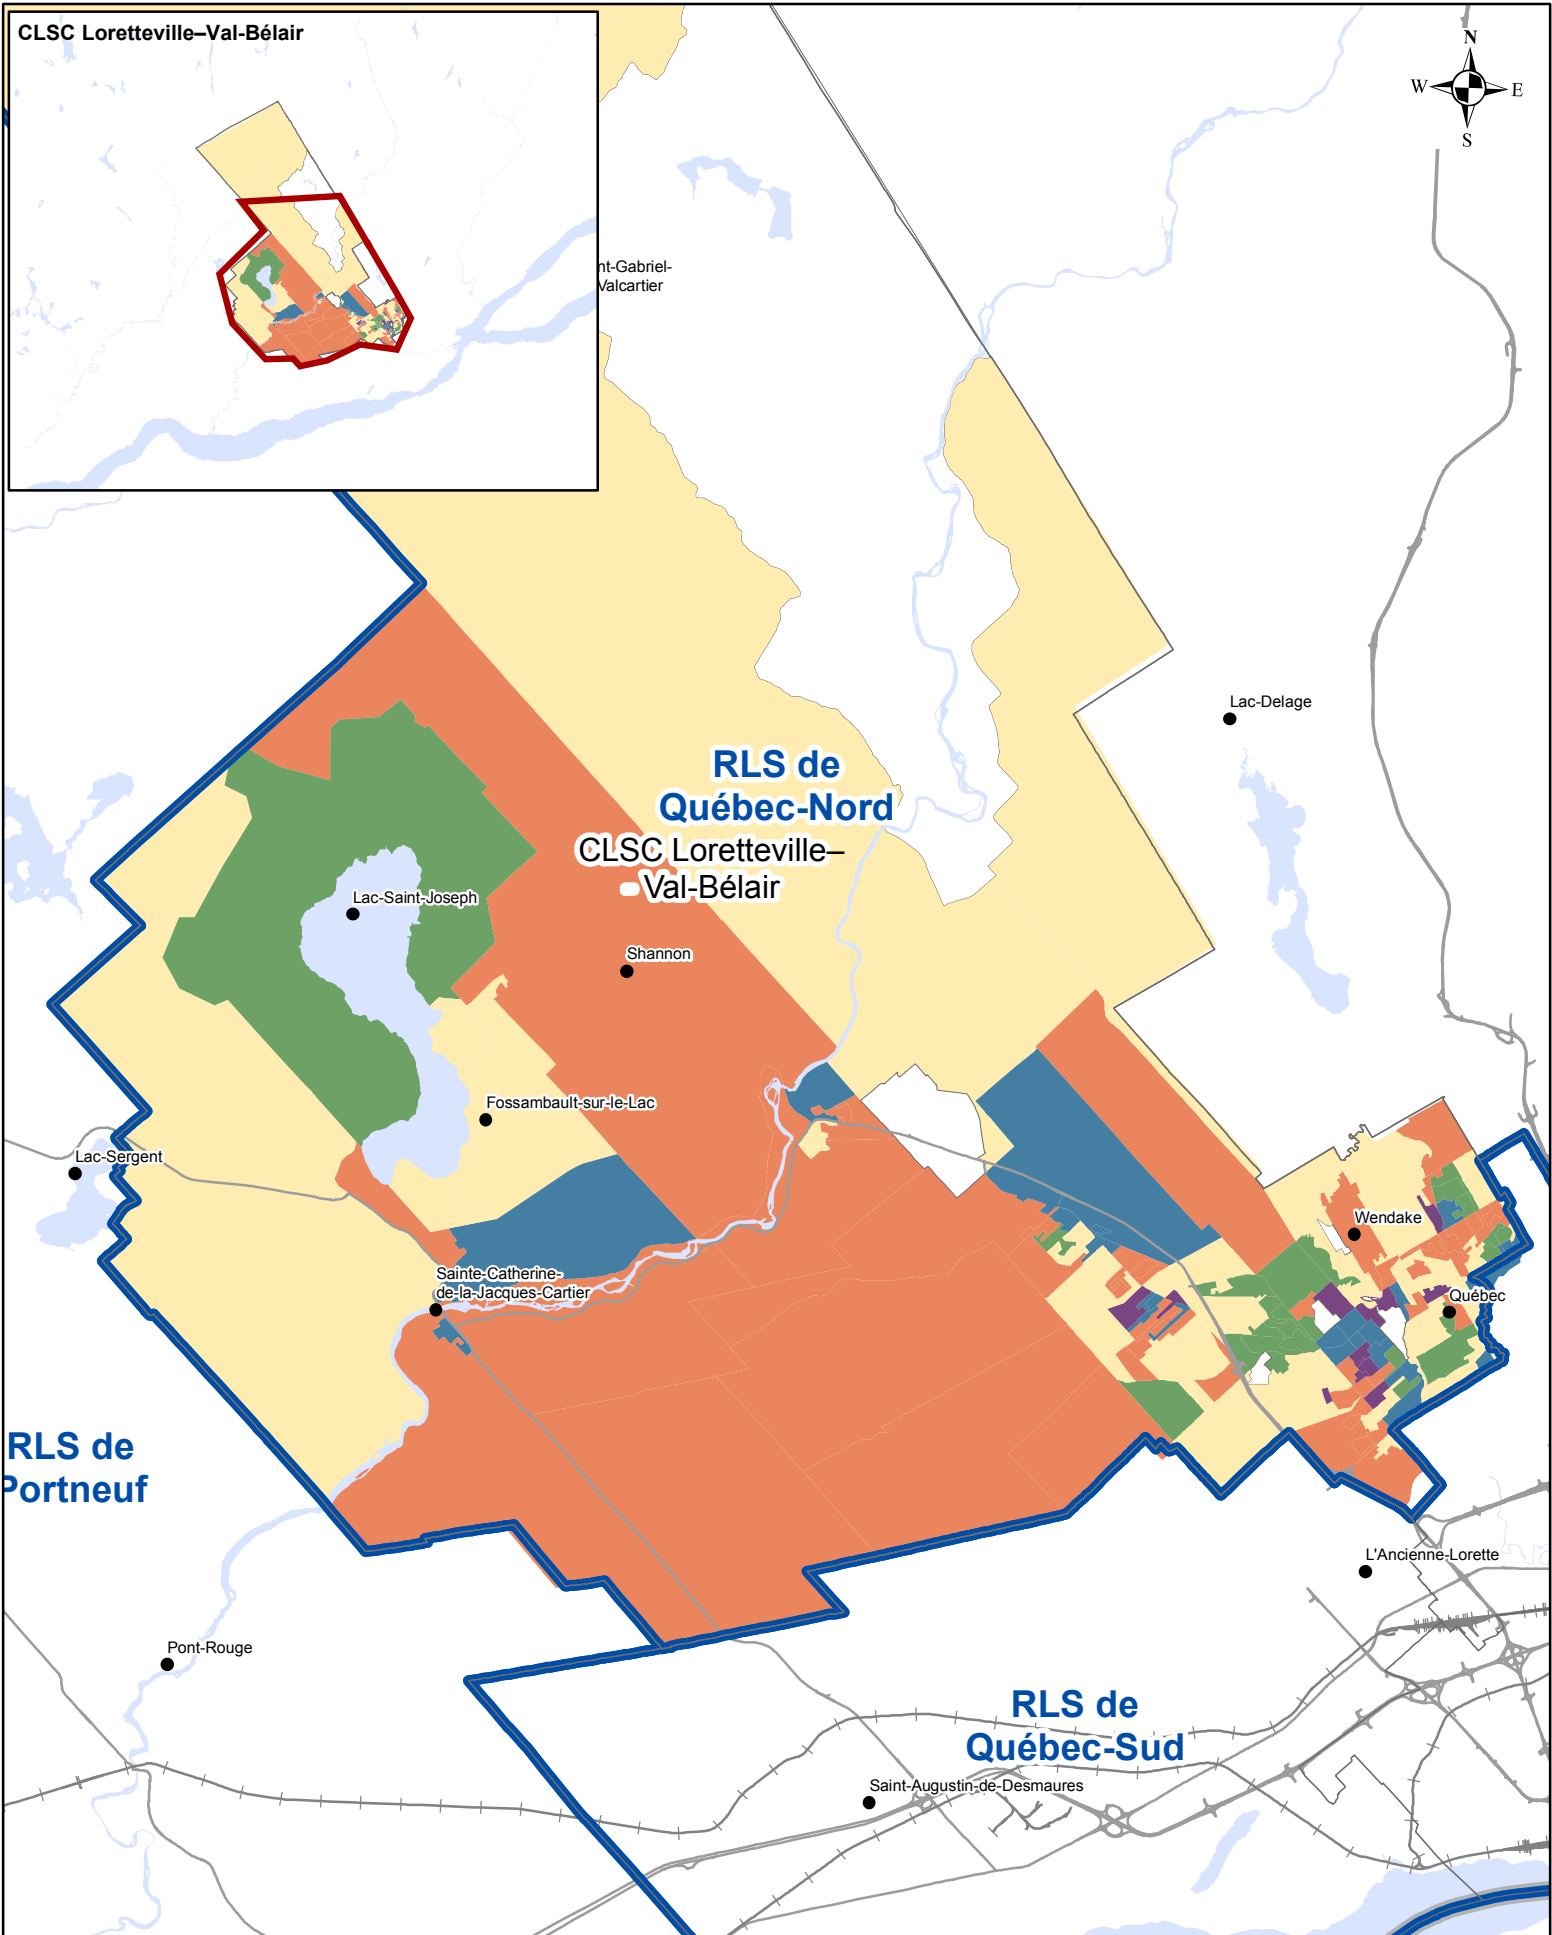 CLSC Loretteville–Val-Bélair
N
W
E
S
nt-Gabriel-
Valcartier
Lac-Delage
RLS de
Québec-Nord
CLSC Loretteville–
Val-Bélair
Lac-Saint-Joseph
Shannon
Fossambault-sur-le-Lac
Lac-Sergent
Wendake
Sainte-Catherine-
de-la-Jacques-Cartier
Québec
RLS de
Portneuf
L'Ancienne-Lorette
Pont-Rouge
RLS de
Québec-Sud
Saint-Augustin-de-Desmaures